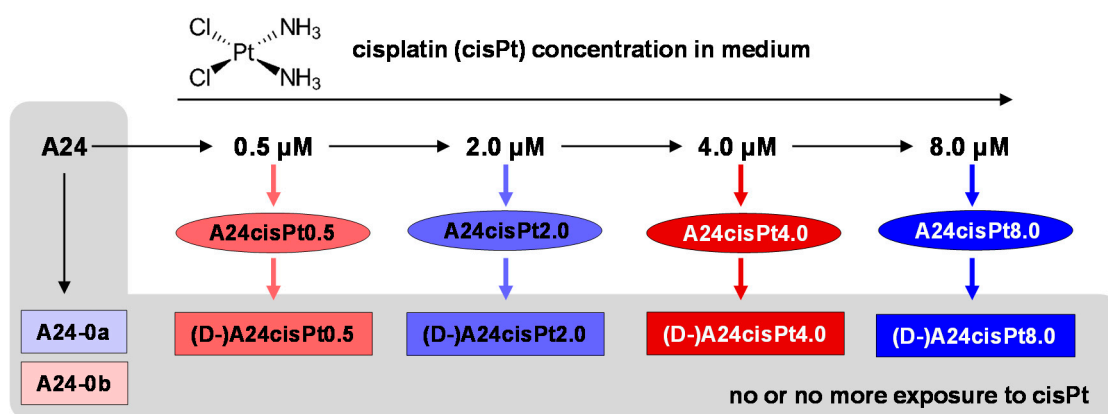 Cl NH3
Pt
Cl NH3
cisplatin (cisPt) concentration in medium
A24 0.5 µM 2.0 µM 4.0 µM 8.0 µM
A24cisPt0.5 A24cisPt2.0 A24cisPt4.0 A24cisPt8.0
A24-0a (D-)A24cisPt0.5 (D-)A24cisPt2.0 (D-)A24cisPt4.0 (D-)A24cisPt8.0
A24-0b
no or no more exposure to cisPt